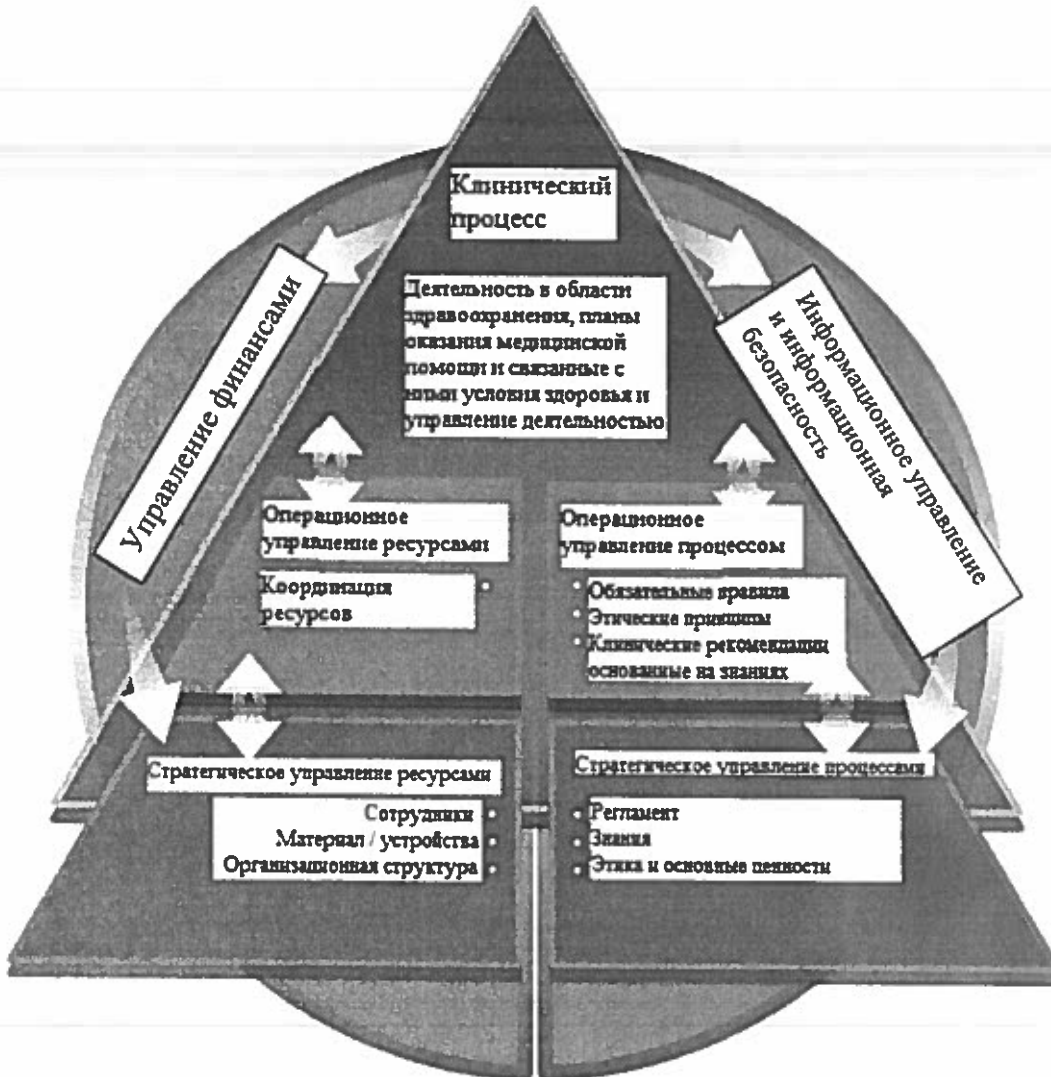 Клинический
процесс
Деятельность в области
здравоохранения, планы
оказания медицинской
помощи и связанные с
ними условия здоровья и
управление деятельностью
Управление финансами
Информационное управление
и информационная
безопасность
Операционное
управление ресурсами
Координация
ресурсов
Операционное
управление процессом
Обязательные правила
Этические принципы
Клинические рекомендации
основанные на знаниях
Стратегическое управление ресурсами
Сотрудники
Материал / устройства
Организационная структура
Стратегическое управление процессами
Регламент
Знания
Этика и основные ценности